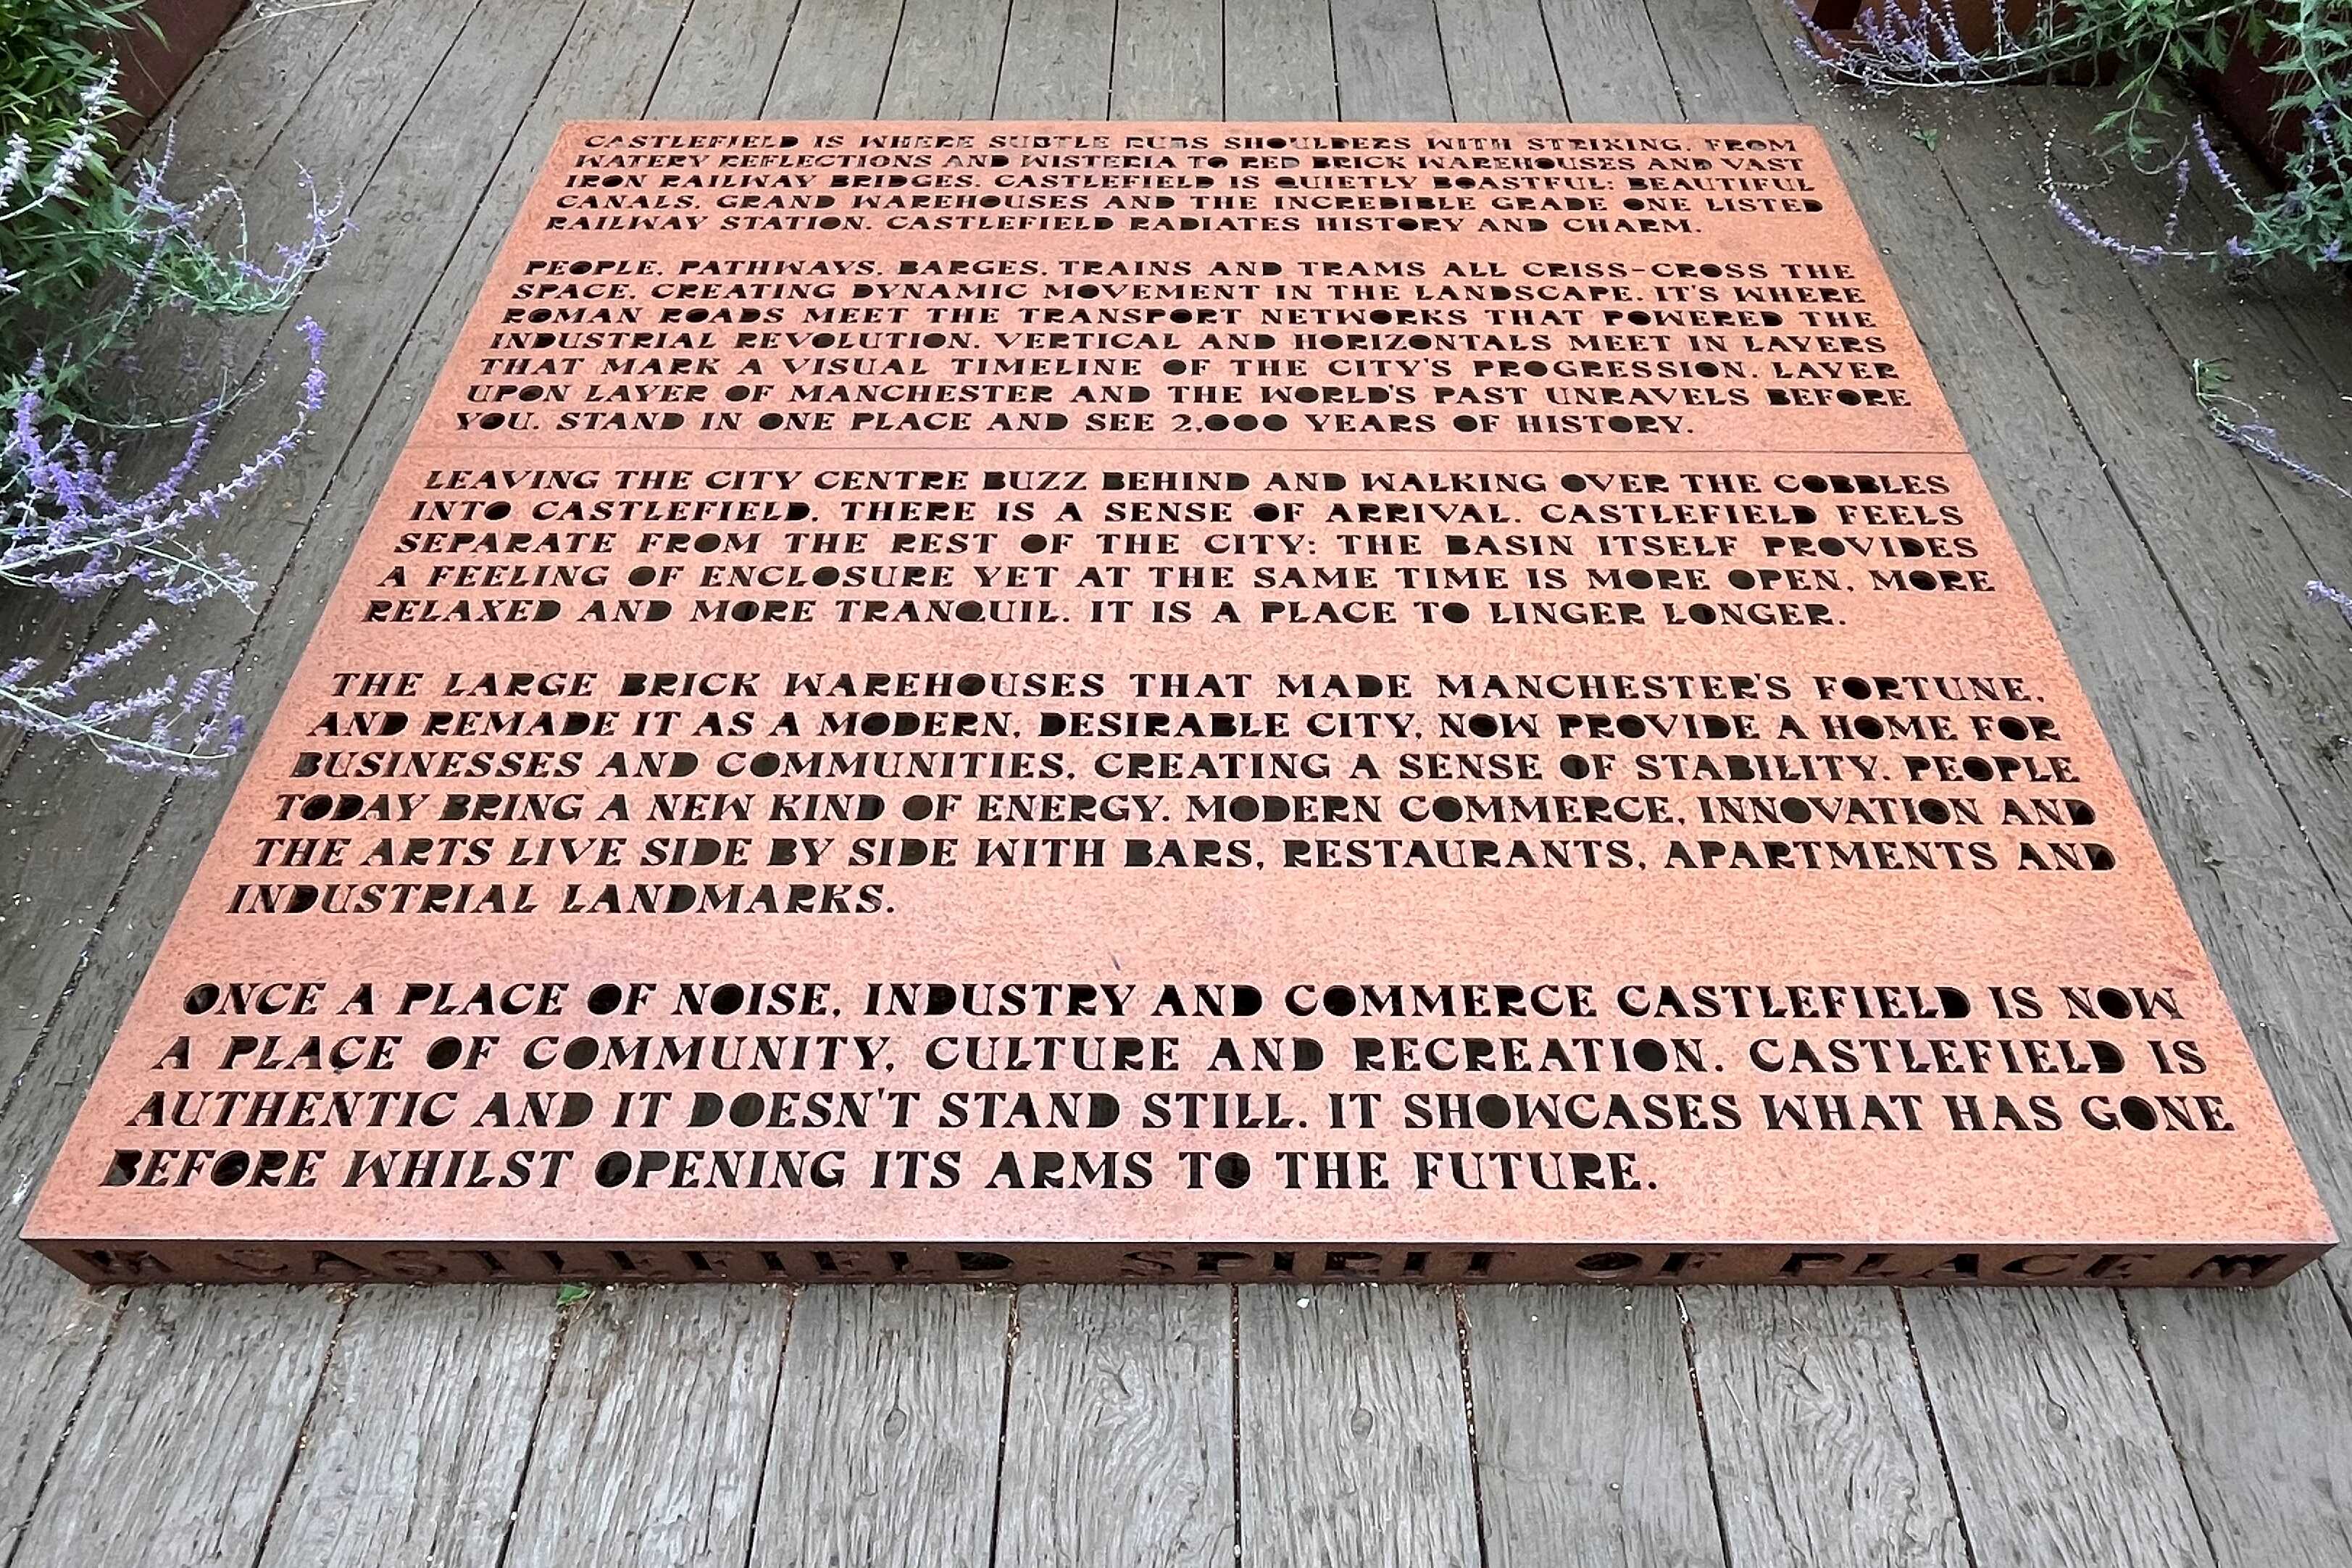 CASTLEFIELD IS WHERE SUBTLE RUBS SHOULDERS WITH STRIKING. FROM
WATERY REFLECTIONS AND WISTERIA TO RED BRICK WAREHOUSES AND VAST
IRON RAILWAY BRIDGES. CASTLEFIELD IS QUIETLY BOASTFUL: BEAUTIFUL
CANALS, GRAND WAREHOUSES AND THE INCREDIBLE GRADE ONE LISTED
RAILWAY STATION. CASTLEFIELD RADIATES HISTORY AND CHARM.
PEOPLE, PATHWAYS, BARGES, TRAINS AND TRAMS ALL CRISS-CROSS THE
SPACE, CREATING DYNAMIC MOVEMENT IN THE LANDSCAPE. IT'S WHERE
ROMAN ROADS MEET THE TRANSPORT NETWORKS THAT POWERED THE
INDUSTRIAL REVOLUTION. VERTICAL AND HORIZONTALS MEET IN LAYERS
THAT MARK A VISUAL TIMELINE OF THE CITY'S PROGRESSION. LAYER
UPON LAYER OF MANCHESTER AND THE WORLD'S PAST UNRAVELS BEFORE
YOU. STAND IN ONE PLACE AND SEE 2,000 YEARS OF HISTORY.
LEAVING THE CITY CENTRE BUZZ BEHIND AND WALKING OVER THE COBBLES
INTO CASTLEFIELD, THERE IS A SENSE OF ARRIVAL. CASTLEFIELD FEELS
SEPARATE FROM THE REST OF THE CITY: THE BASIN ITSELF PROVIDES
A FEELING OF ENCLOSURE YET AT THE SAME TIME IS MORE OPEN, MORE
RELAXED AND MORE TRANQUIL. IT IS A PLACE TO LINGER LONGER.
THE LARGE BRICK WAREHOUSES THAT MADE MANCHESTER'S FORTUNE,
AND REMADE IT AS A MODERN, DESIRABLE CITY, NOW PROVIDE A HOME FOR
BUSINESSES AND COMMUNITIES, CREATING A SENSE OF STABILITY. PEOPLE
TODAY BRING A NEW KIND OF ENERGY. MODERN COMMERCE, INNOVATION AND
THE ARTS LIVE SIDE BY SIDE WITH BARS, RESTAURANTS, APARTMENTS AND
INDUSTRIAL LANDMARKS.
ONCE A PLACE OF NOISE, INDUSTRY AND COMMERCE CASTLEFIELD IS NOW
A PLACE OF COMMUNITY, CULTURE AND RECREATION. CASTLEFIELD IS
AUTHENTIC AND IT DOESN'T STAND STILL. IT SHOWCASES WHAT HAS GONE
BEFORE WHILST OPENING ITS ARMS TO THE FUTURE.
CASTLEFIELD: SPIRIT OF PLACE